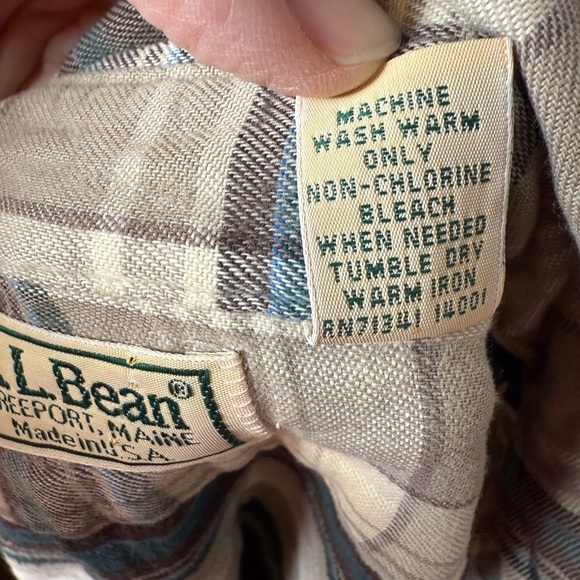 MACHINE
WASH WARM
ONLY
NON-CHLORINE
BLEACH
WHEN NEEDED
TUMBLE DRY
WARM IRON
RN71341 14001
.L.Bean®
REEPORT, MAINE
Made in U.S.A